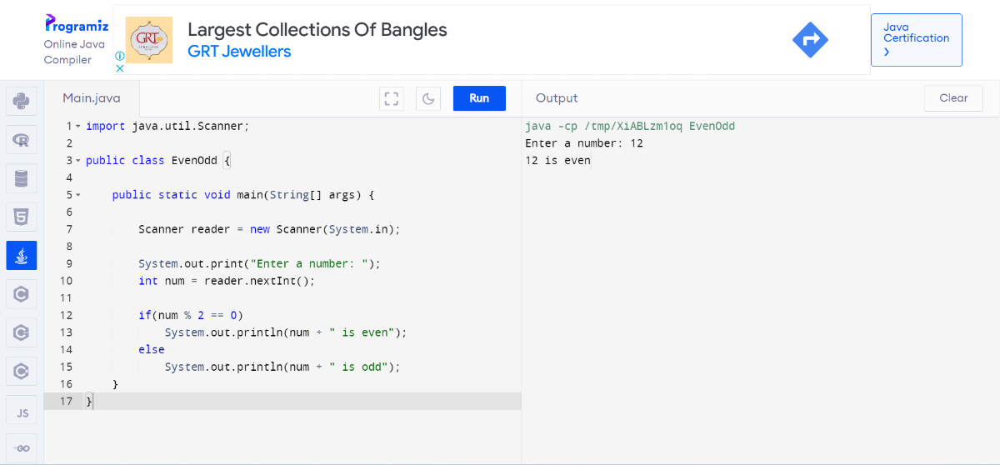 Programiz
Online Java
Compiler
GRT
JEWELLERS
Largest Collections Of Bangles
GRT Jewellers
Java
Certification
Main.java
Run
Output
Clear
1 import java.util.Scanner;
2
3 public class EvenOdd {
4
5 public static void main(String[] args) {
6
7 Scanner reader = new Scanner(System.in);
8
9 System.out.print("Enter a number: ");
10 int num = reader.nextInt();
11
12 if(num % 2 == 0)
13 System.out.println(num + " is even");
14 else
15 System.out.println(num + " is odd");
16 }
17 }
java -cp /tmp/XiABLzm1oq EvenOdd
Enter a number: 12
12 is even
R
5
C
C
C
JS
GO